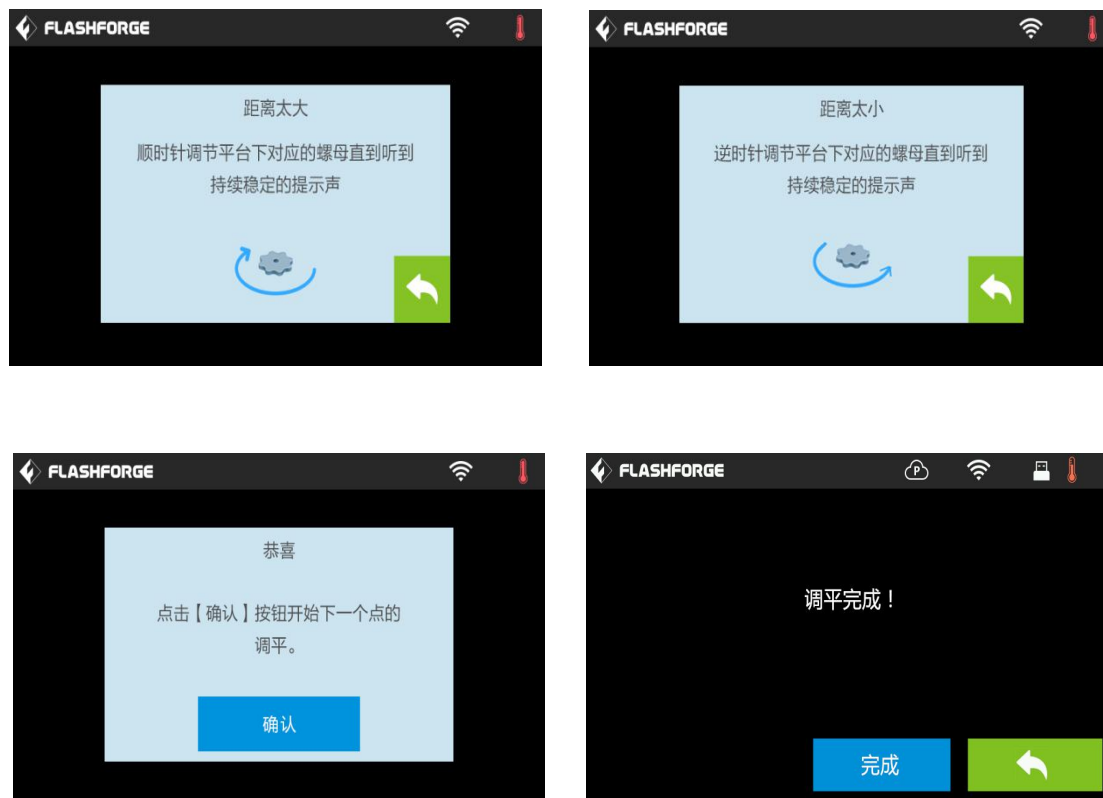 FLASHFORGE
距离太大
顺时针调节平台下对应的螺母直到听到
持续稳定的提示声
FLASHFORGE
距离太小
逆时针调节平台下对应的螺母直到听到
持续稳定的提示声
FLASHFORGE
恭喜
点击【确认】按钮开始下一个点的
调平。
确认
FLASHFORGE
P
调平完成！
完成